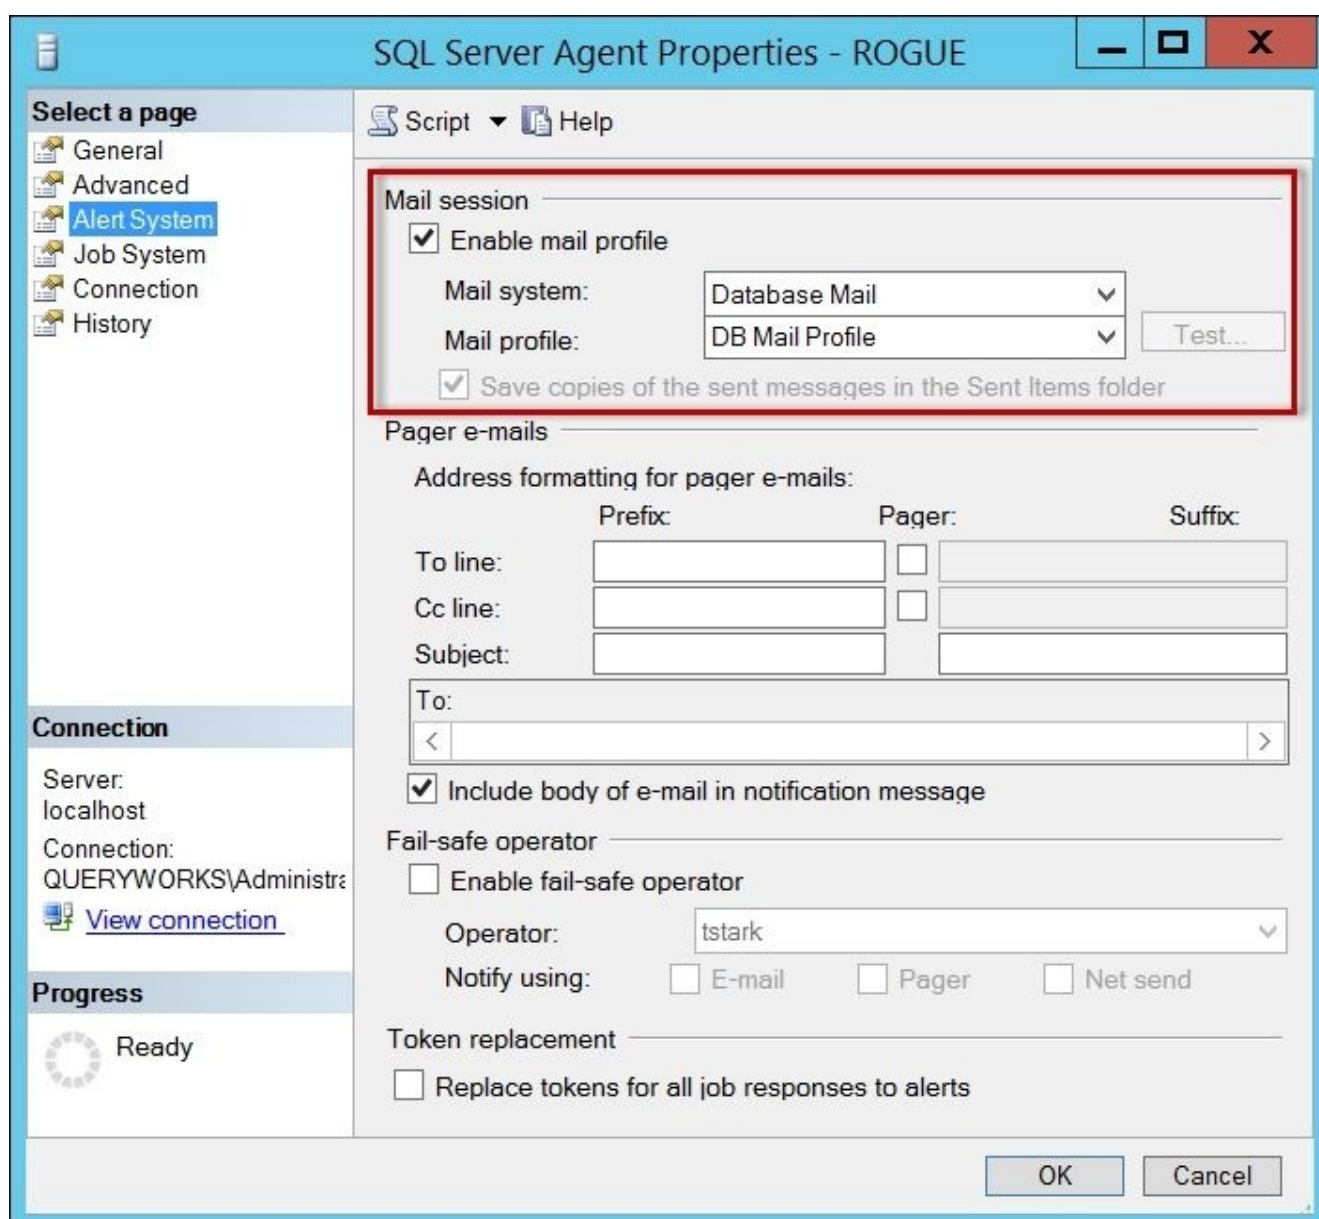 SQL Server Agent Properties - ROGUE
X
Select a page
General
Advanced
Alert System
Job System
Connection
History
Connection
Server:
localhost
Connection:
QUERYWORKS\Administra
View connection
Progress
Ready
Script Help
Mail session
Enable mail profile
Mail system: Database Mail
Mail profile: DB Mail Profile Test...
Save copies of the sent messages in the Sent Items folder
Pager e-mails
Address formatting for pager e-mails:
Prefix: Pager: Suffix:
To line:
Cc line:
Subject:
To:
Include body of e-mail in notification message
Fail-safe operator
Enable fail-safe operator
Operator: tstark
Notify using: E-mail Pager Net send
Token replacement
Replace tokens for all job responses to alerts
OK Cancel